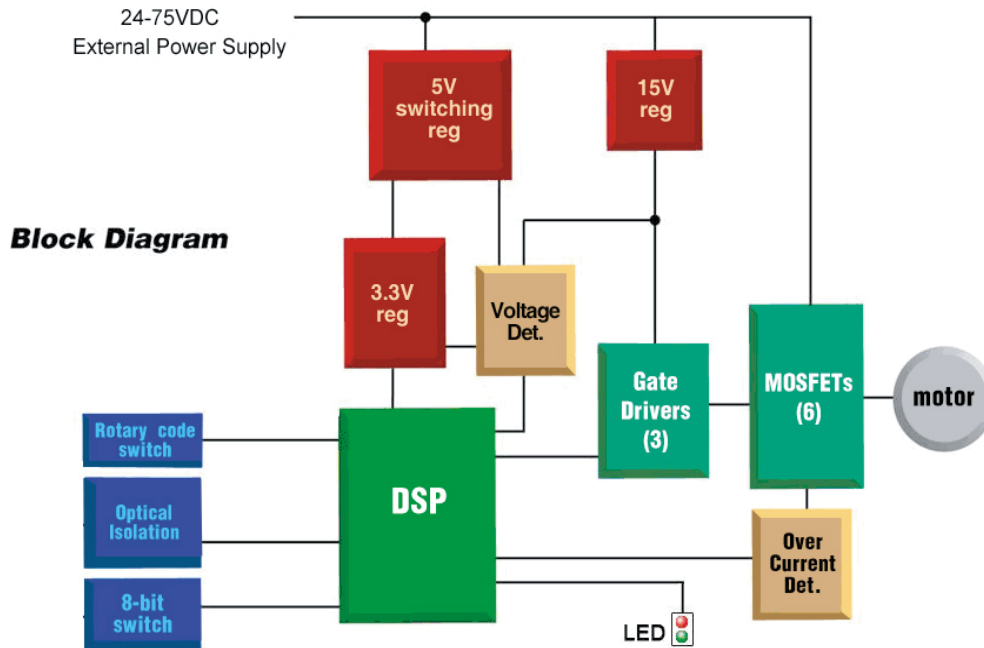 24-75VDC
External Power Supply
5V
switching
reg
15V
reg
Block Diagram
3.3V
reg
Voltage
Det.
Gate
Drivers
(3)
MOSFETs
(6)
motor
Rotary code
switch
DSP
Optical
Isolation
Over
Current
Det.
8-bit
switch
LED